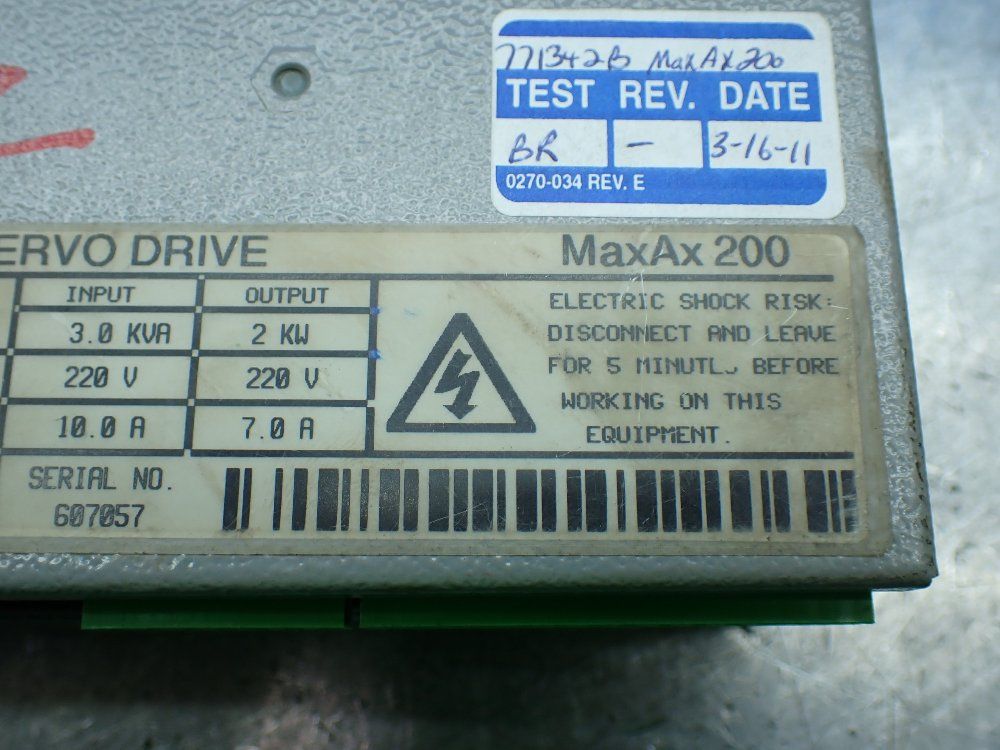 771342B MaxAx200
TEST REV. DATE
BR - 3-16-11
0270-034 REV. E
ERVO DRIVE MaxAx 200
INPUT OUTPUT
3.0 KVA 2 KW
220 V 220 V
10.0 A 7.0 A
ELECTRIC SHOCK RISK:
DISCONNECT AND LEAVE
FOR 5 MINUTL. BEFORE
WORKING ON THIS
EQUIPMENT.
SERIAL NO.
607057